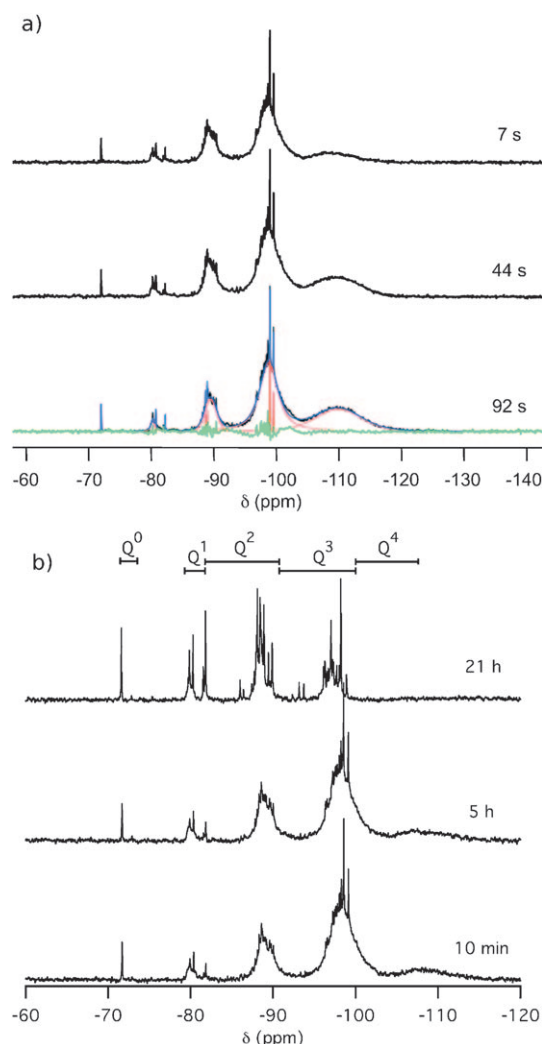 a)
7 s
44 s
92 s
-60 -70 -80 -90 -100 -110 -120 -130 -140
δ (ppm)
b)
Q⁰ Q¹ Q² Q³ Q⁴
21 h
5 h
10 min
-60 -70 -80 -90 -100 -110 -120
δ (ppm)